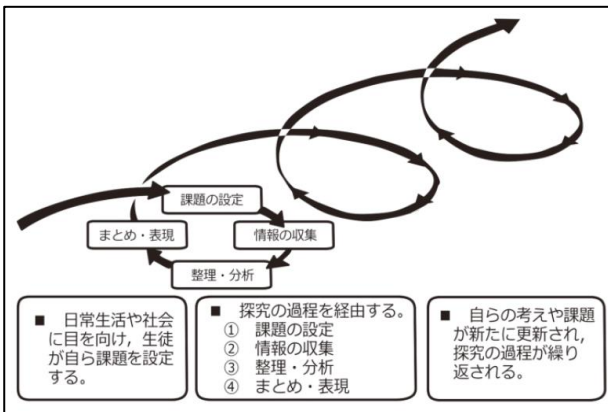 課題の設定
まとめ・表現
情報の収集
整理・分析
■ 日常生活や社会
に目を向け，生徒
が自ら課題を設定
する。
■ 探究の過程を経由する。
① 課題の設定
② 情報の収集
③ 整理・分析
④ まとめ・表現
■ 自らの考えや課題
が新たに更新され，
探究の過程が繰り
返される。